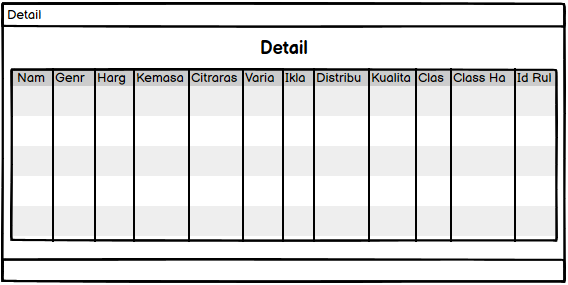 Detail
Detail
Nam Genr Harg Kemasa Citraras Varia Ikla Distribu Kualita Clas Class Ha Id Rul